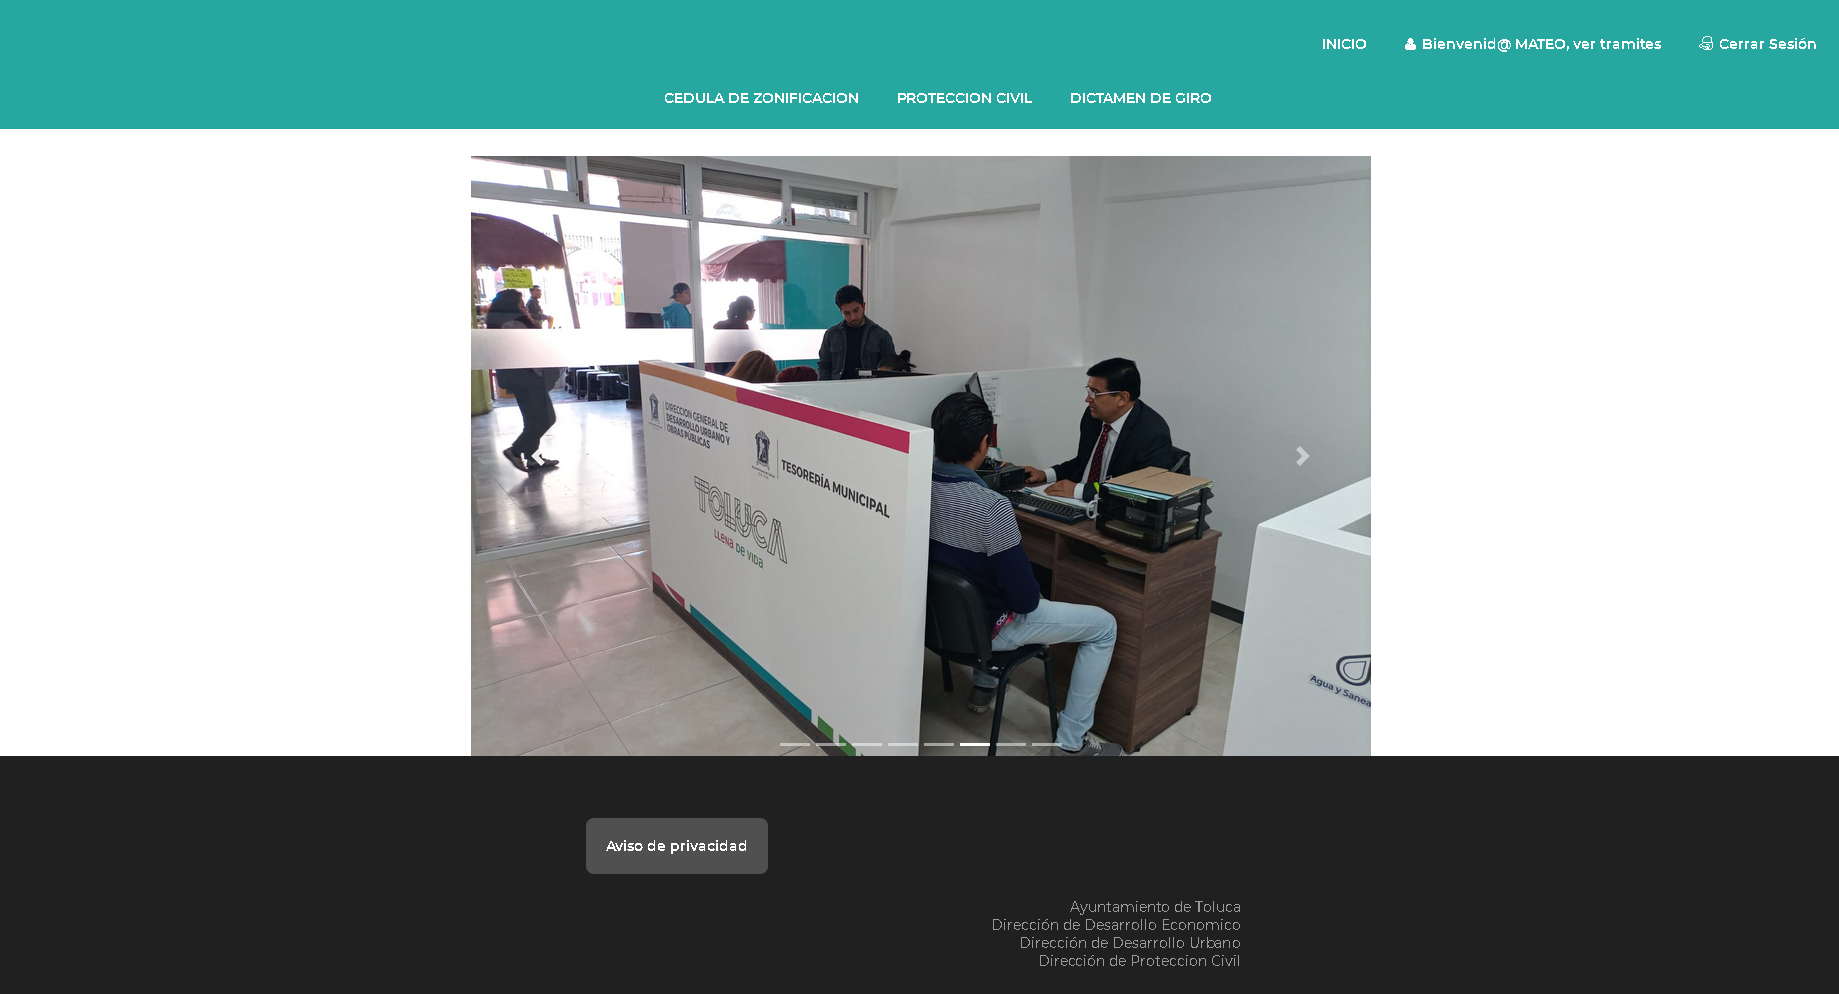 INICIO
Bienvenid@ MATEO, ver tramites
Cerrar Sesión
CEDULA DE ZONIFICACION
PROTECCION CIVIL
DICTAMEN DE GIRO
DIRECCIÓN GENERAL DE
DESARROLLO URBANO Y
OBRAS PÚBLICAS
TESORERÍA MUNICIPAL
TOLUCA
LLENA DE VIDA
Agua y Sanea
Aviso de privacidad
Ayuntamiento de Toluca
Dirección de Desarrollo Economico
Dirección de Desarrollo Urbano
Dirección de Proteccion Civil